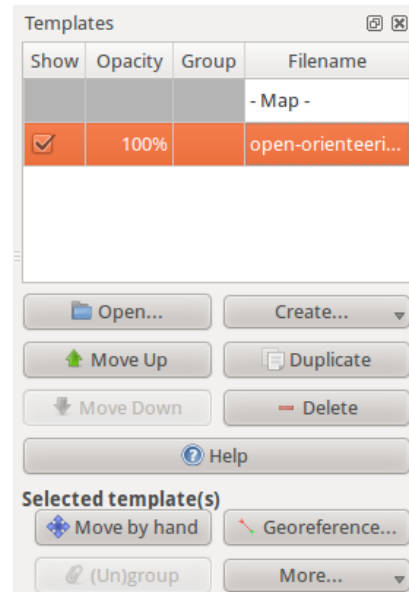 Templates
Show Opacity Group Filename
- Map -
100% open-orienteeri...
Open... Create...
Move Up Duplicate
Move Down Delete
Help
Selected template(s)
Move by hand Georeference...
(Un)group More...